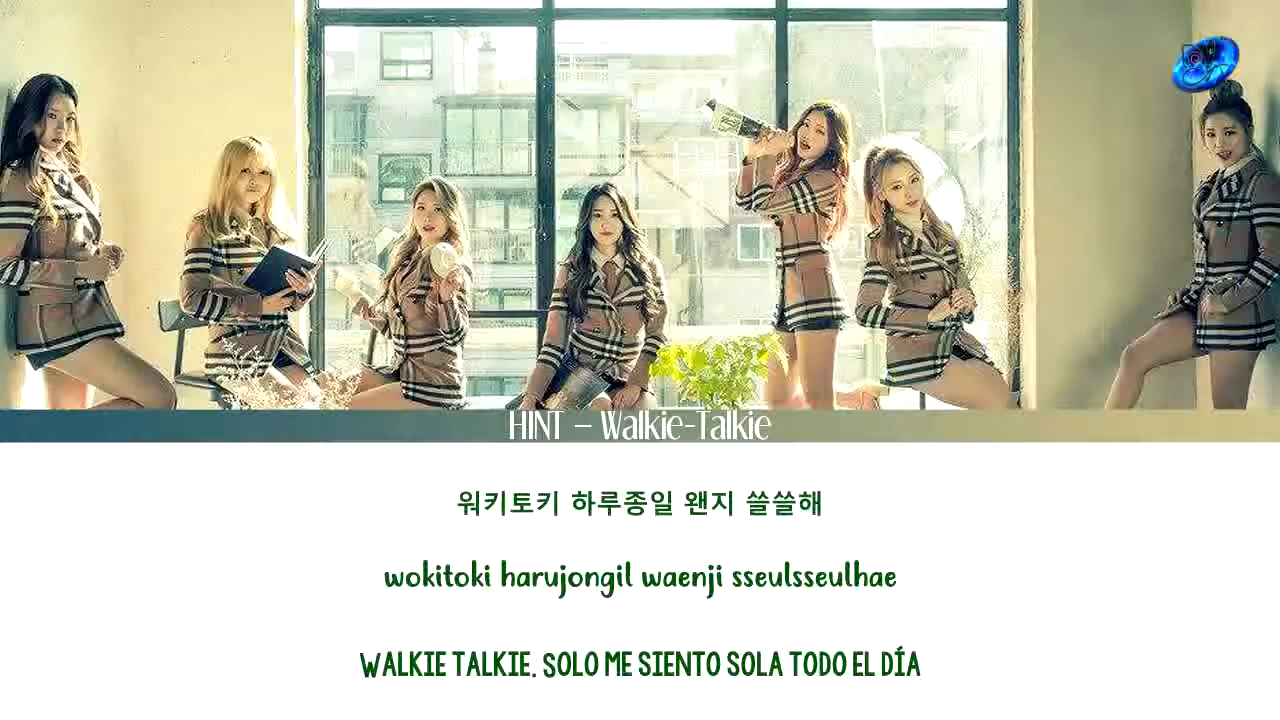 HINT – Walkie-Talkie
워키토키 하루종일 왠지 쓸쓸해
wokitoki harujongil waenji sseulsseulhae
WALKIE TALKIE. SOLO ME SIENTO SOLA TODO EL DÍA